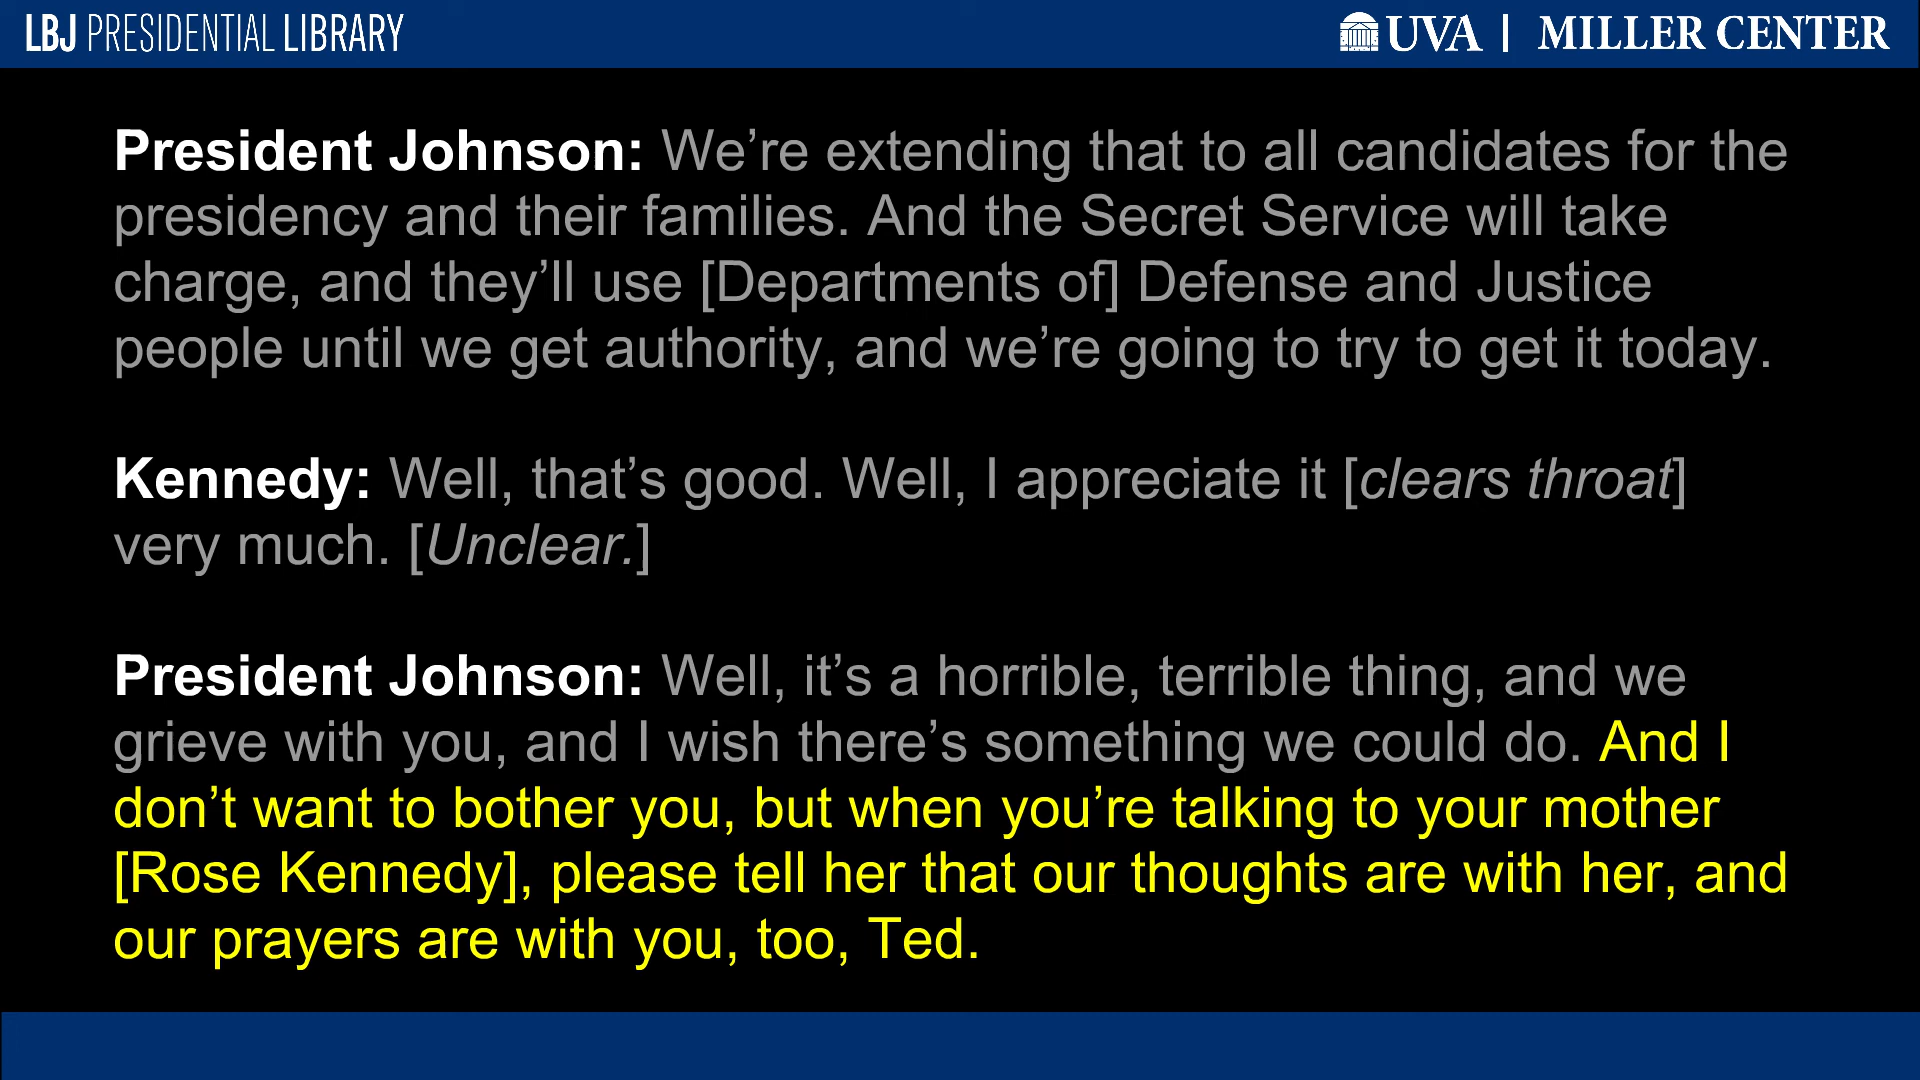 LBJ PRESIDENTIAL LIBRARY
UVA | MILLER CENTER
President Johnson: We’re extending that to all candidates for the
presidency and their families. And the Secret Service will take
charge, and they’ll use [Departments of] Defense and Justice
people until we get authority, and we’re going to try to get it today.
Kennedy: Well, that’s good. Well, I appreciate it [clears throat]
very much. [Unclear.]
President Johnson: Well, it’s a horrible, terrible thing, and we
grieve with you, and I wish there’s something we could do. And I
don’t want to bother you, but when you’re talking to your mother
[Rose Kennedy], please tell her that our thoughts are with her, and
our prayers are with you, too, Ted.